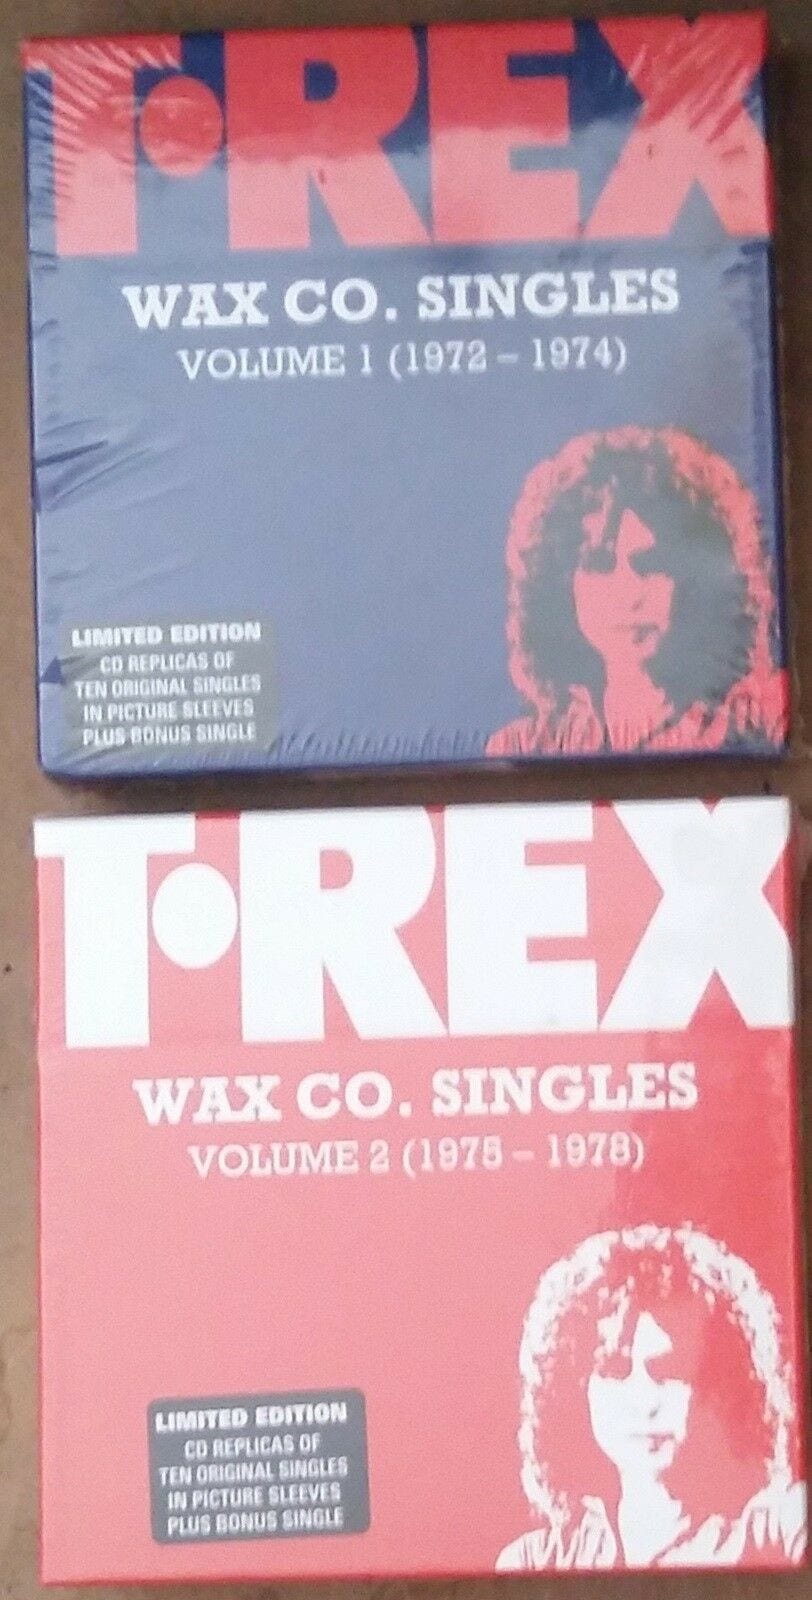 T·REX
WAX CO. SINGLES
VOLUME 1 (1972 – 1974)
LIMITED EDITION
CD REPLICAS OF
TEN ORIGINAL SINGLES
IN PICTURE SLEEVES
PLUS BONUS SINGLE
T·REX
WAX CO. SINGLES
VOLUME 2 (1975 – 1978)
LIMITED EDITION
CD REPLICAS OF
TEN ORIGINAL SINGLES
IN PICTURE SLEEVES
PLUS BONUS SINGLE